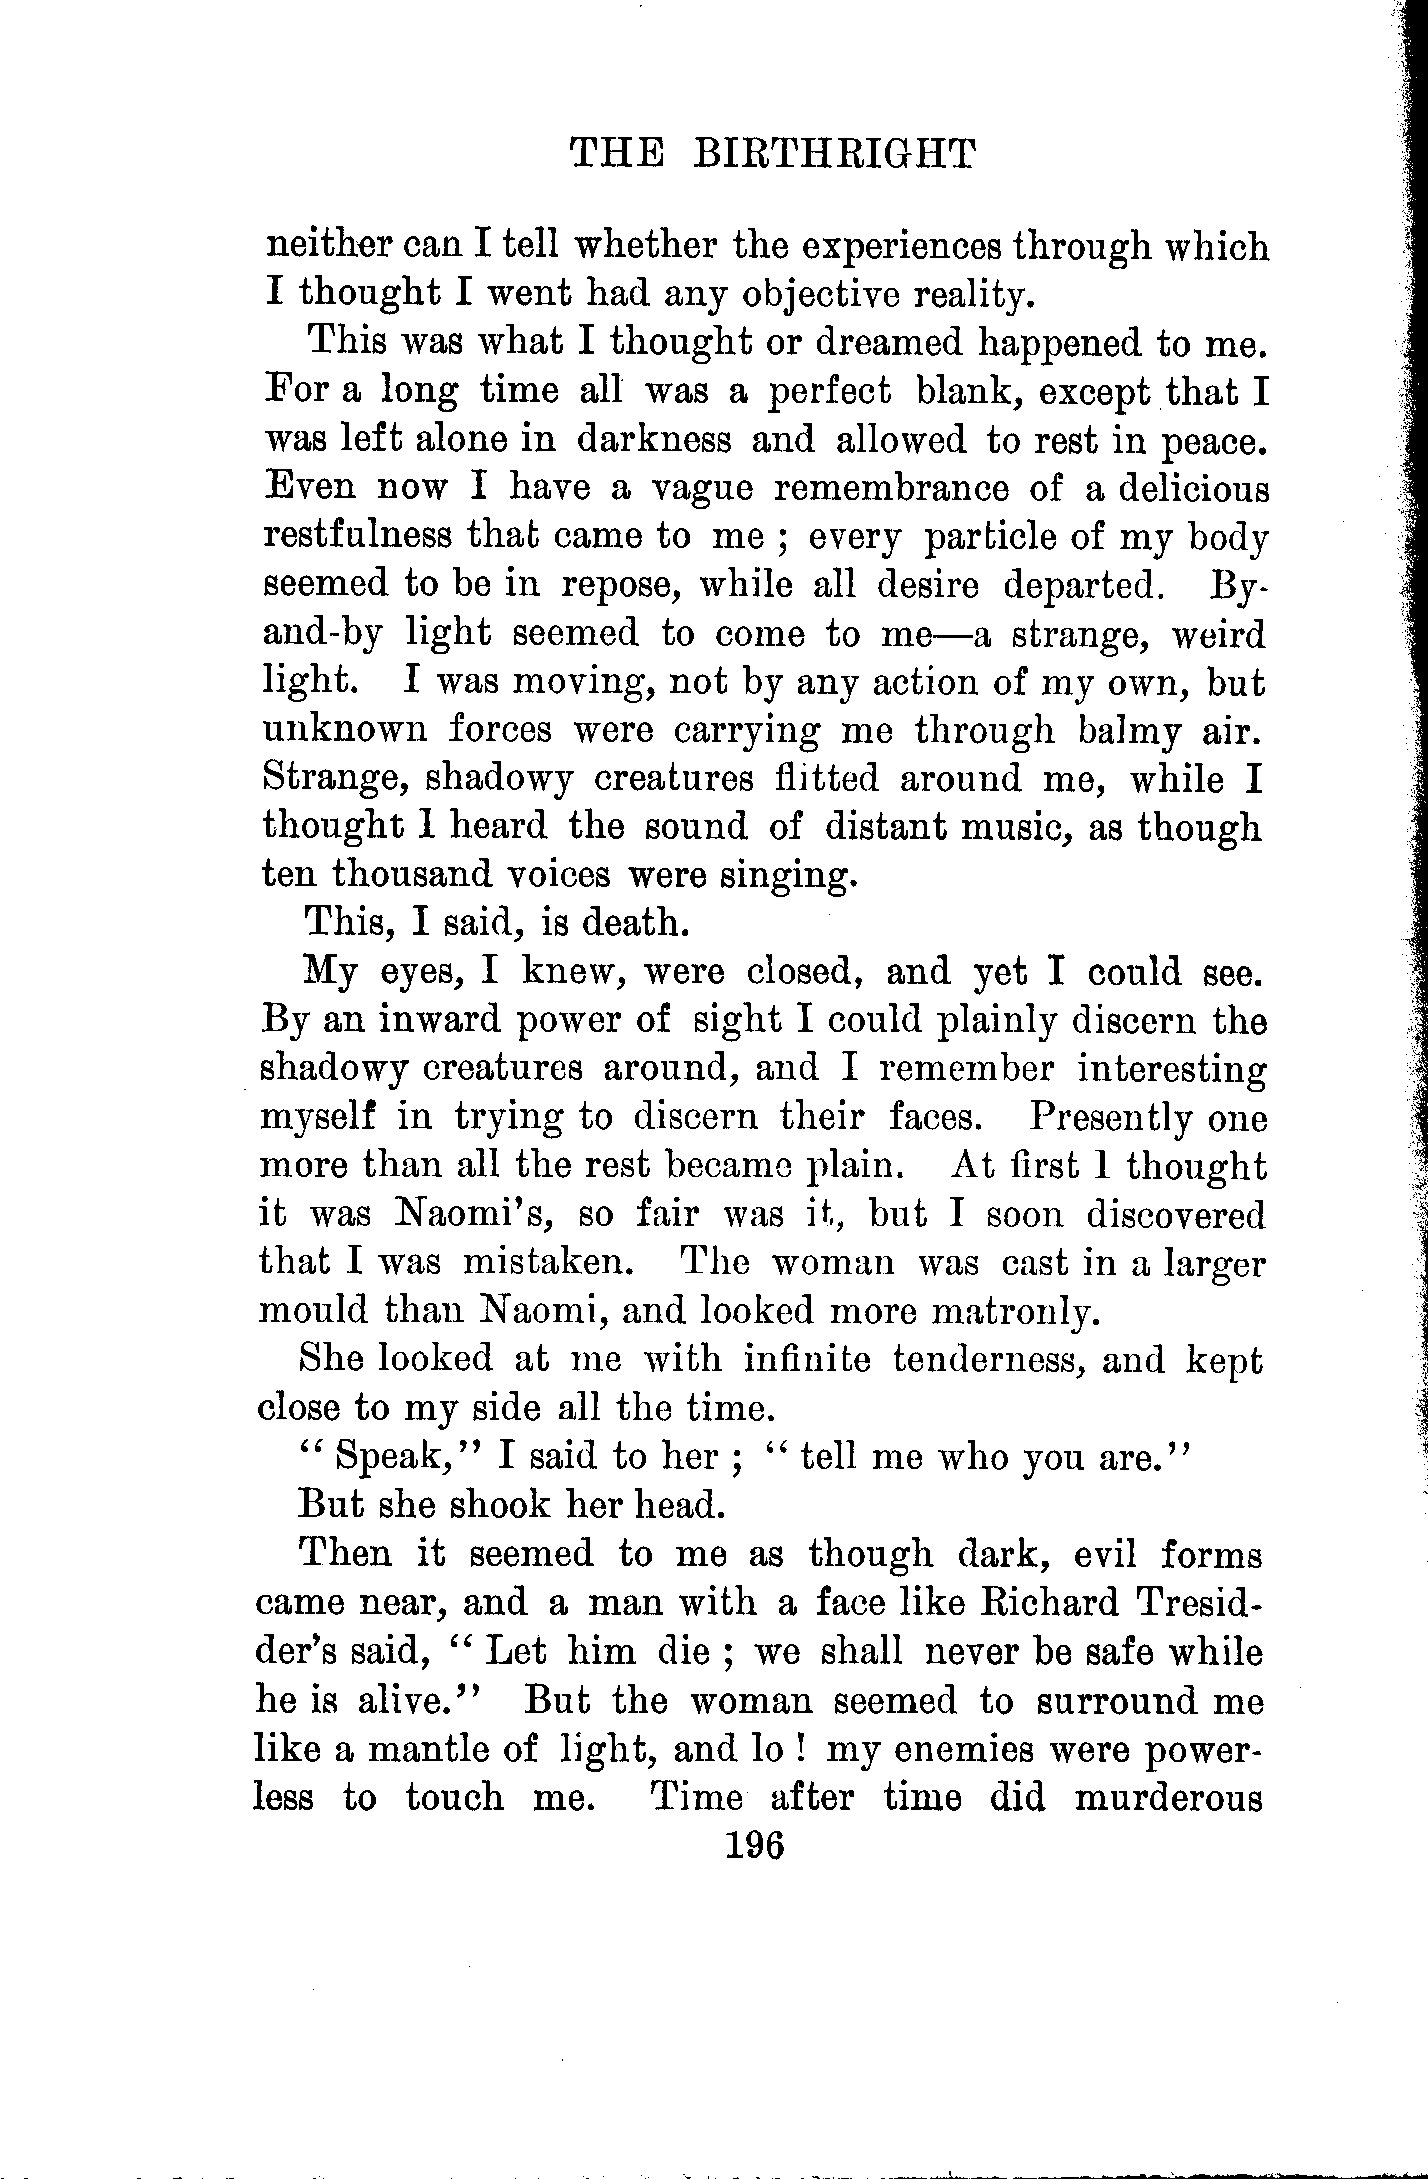 THE BIRTHRIGHT
neither can I tell whether the experiences through which
I thought I went had any objective reality.
This was what I thought or dreamed happened to me.
For a long time all was a perfect blank, except that I
was left alone in darkness and allowed to rest in peace.
Even now I have a vague remembrance of a delicious
restfulness that came to me ; every particle of my body
seemed to be in repose, while all desire departed. By-
and-by light seemed to come to me—a strange, weird
light. I was moving, not by any action of my own, but
unknown forces were carrying me through balmy air.
Strange, shadowy creatures flitted around me, while I
thought I heard the sound of distant music, as though
ten thousand voices were singing.
This, I said, is death.
My eyes, I knew, were closed, and yet I could see.
By an inward power of sight I could plainly discern the
shadowy creatures around, and I remember interesting
myself in trying to discern their faces. Presently one
more than all the rest became plain. At first I thought
it was Naomi's, so fair was it, but I soon discovered
that I was mistaken. The woman was cast in a larger
mould than Naomi, and looked more matronly.
She looked at me with infinite tenderness, and kept
close to my side all the time.
“ Speak,” I said to her ; “ tell me who you are.”
But she shook her head.
Then it seemed to me as though dark, evil forms
came near, and a man with a face like Richard Tresid-
der's said, “ Let him die ; we shall never be safe while
he is alive.” But the woman seemed to surround me
like a mantle of light, and lo ! my enemies were power-
less to touch me. Time after time did murderous
196